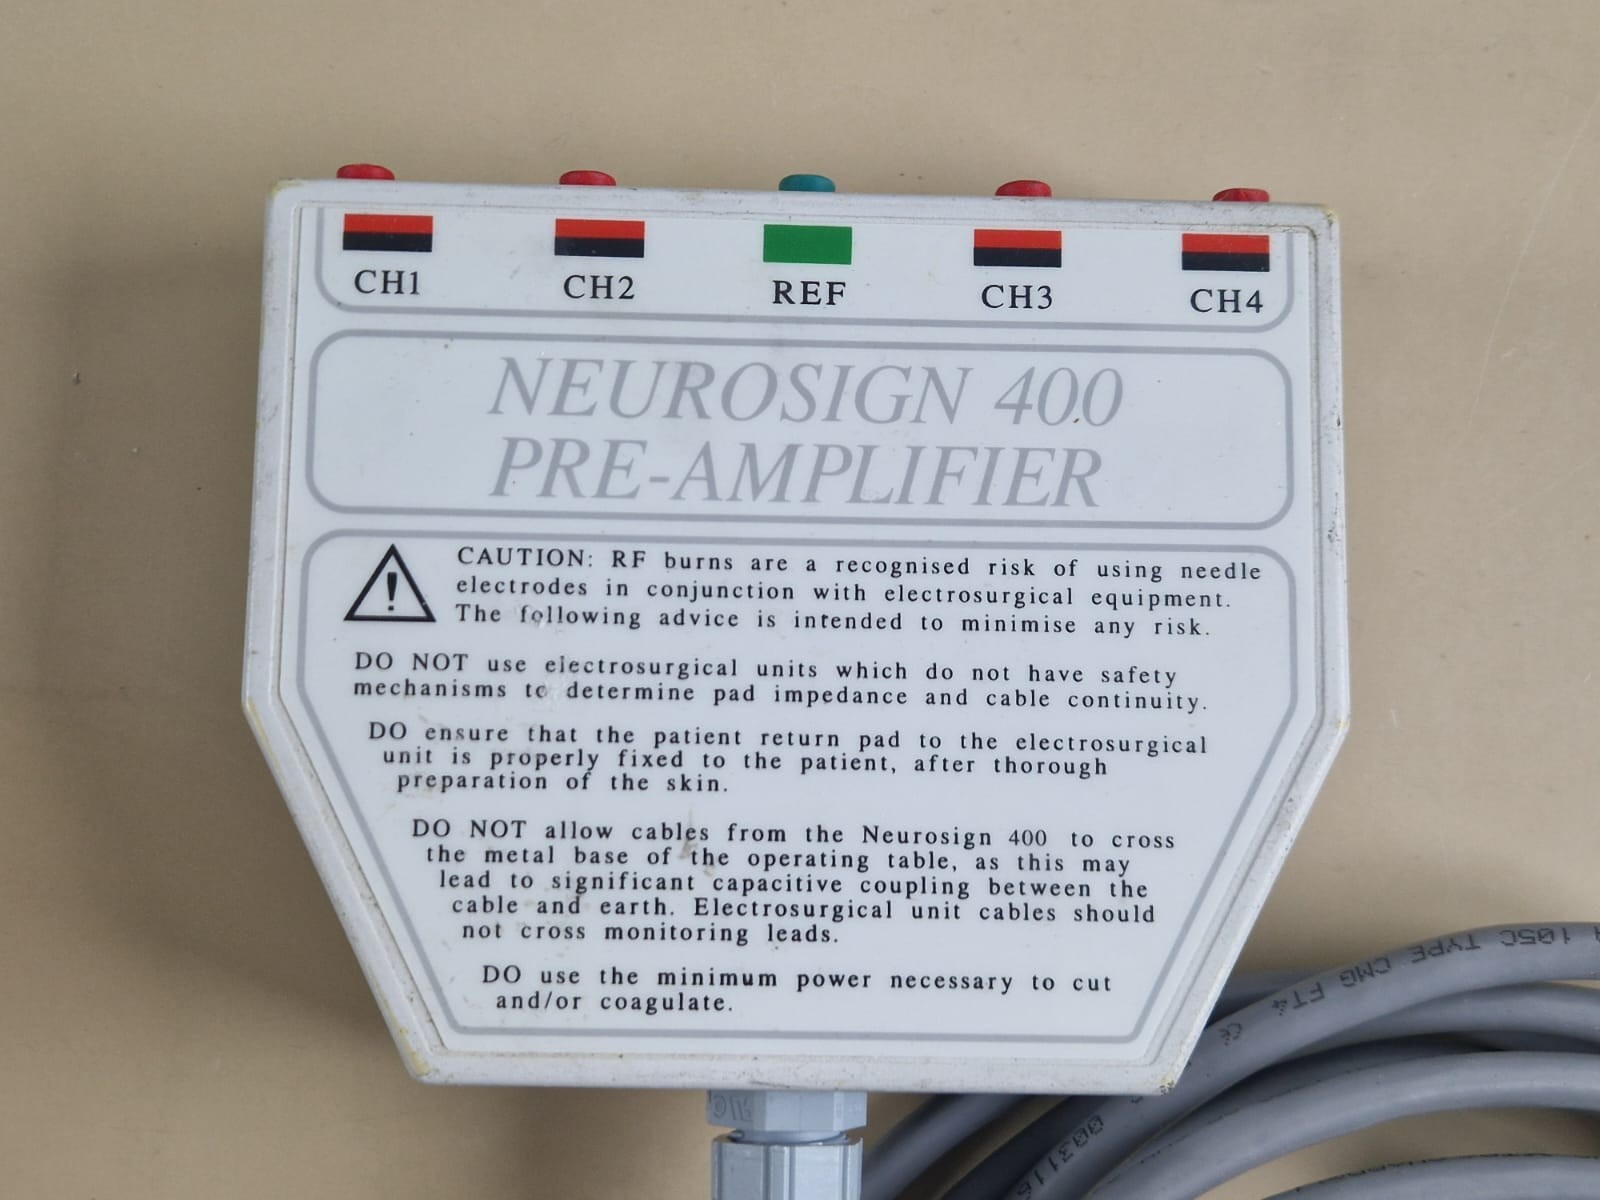 CH1
CH2
REF
CH3
CH4
NEUROSIGN 400
PRE-AMPLIFIER
CAUTION: RF burns are a recognised risk of using needle
electrodes in conjunction with electrosurgical equipment.
The following advice is intended to minimise any risk.
DO NOT use electrosurgical units which do not have safety
mechanisms to determine pad impedance and cable continuity.
DO ensure that the patient return pad to the electrosurgical
unit is properly fixed to the patient, after thorough
preparation of the skin.
DO NOT allow cables from the Neurosign 400 to cross
the metal base of the operating table, as this may
lead to significant capacitive coupling between the
cable and earth. Electrosurgical unit cables should
not cross monitoring leads.
DO use the minimum power necessary to cut
and/or coagulate.
105C TYPE CMG FT4